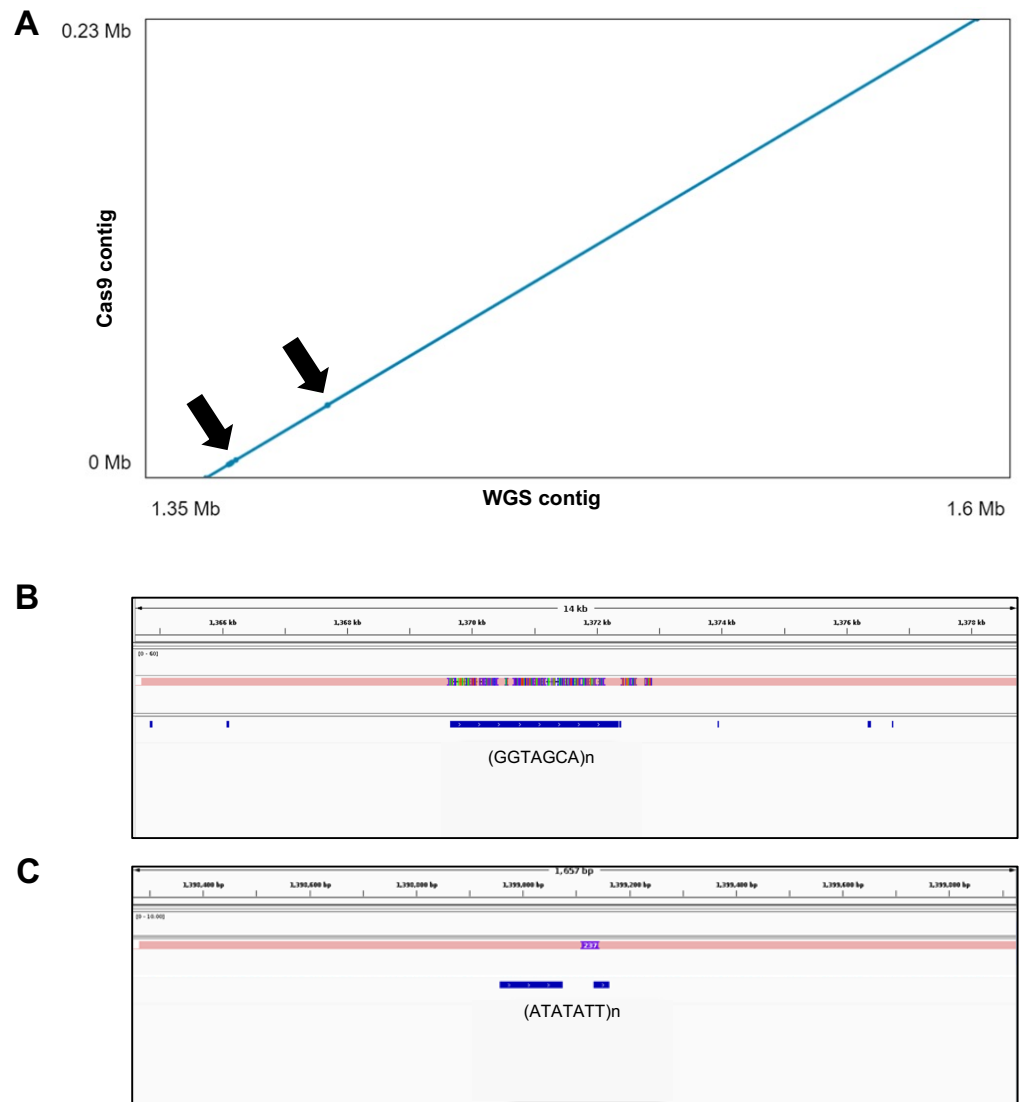 A
0.23 Mb
Cas9 contig
0 Mb
1.35 Mb
WGS contig
1.6 Mb
B
14 kb
1,366 kb 1,368 kb 1,370 kb 1,372 kb 1,374 kb 1,376 kb 1,378 kb
[0 - 60]
(GGTAGCA)n
C
1,657 bp
[0 - 10.00]
237
(ATATATT)n